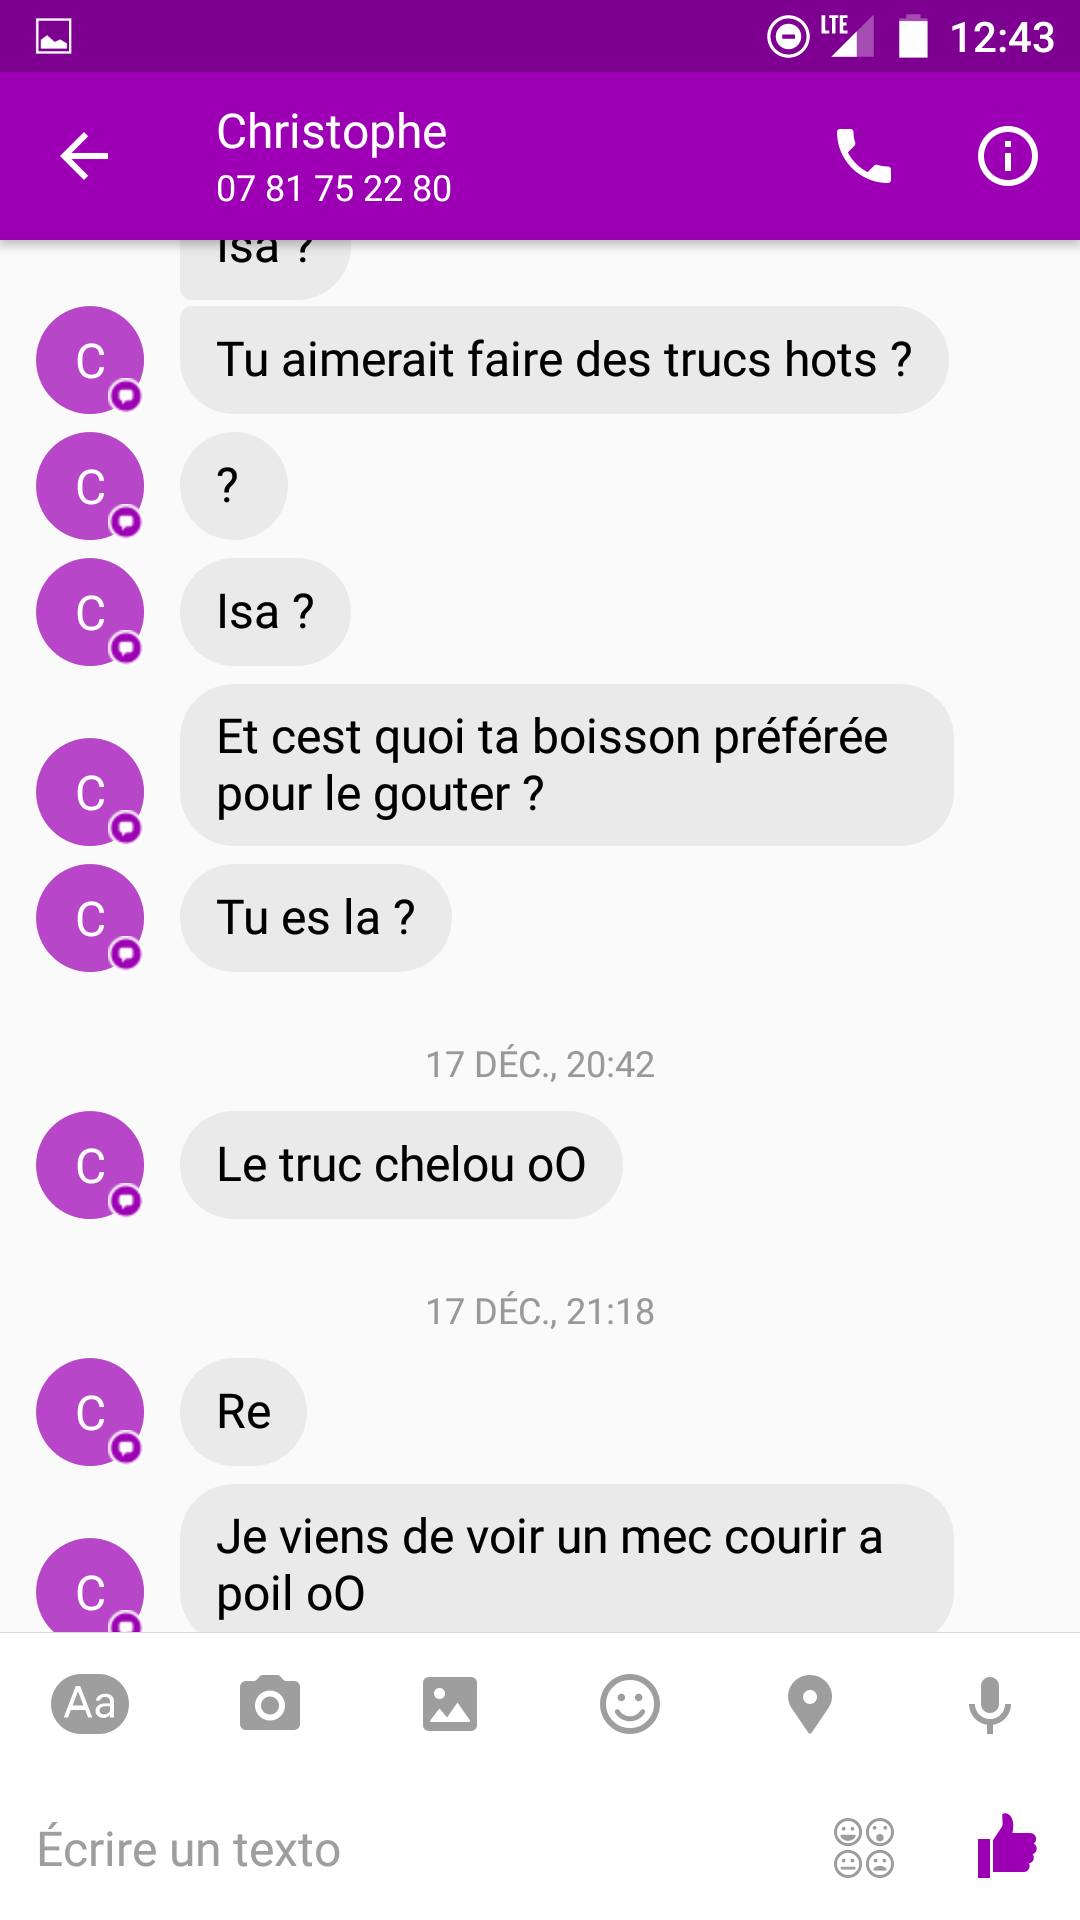 LTE 12:43
Christophe
07 81 75 22 80
Isa ?
C
Tu aimerait faire des trucs hots ?
C
?
C
Isa ?
Et cest quoi ta boisson préférée
pour le gouter ?
C
C
Tu es la ?
17 DÉC., 20:42
C
Le truc chelou oO
17 DÉC., 21:18
C
Re
Je viens de voir un mec courir a
poil oO
C
Aa
Écrire un texto